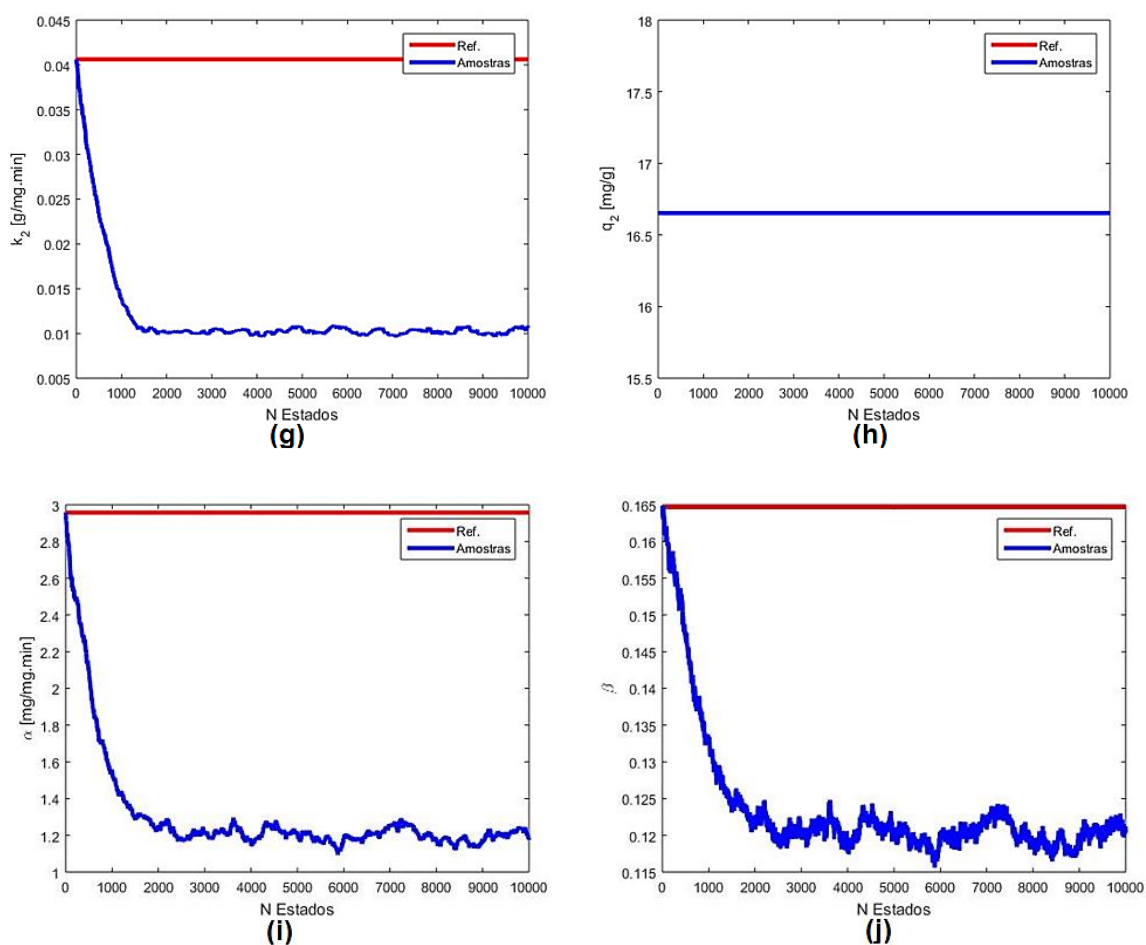 0.045
0.04
0.035
0.03
0.025
0.02
0.015
0.01
0.005
k2 [g/mg.min]
Ref.
Amostras
0 1000 2000 3000 4000 5000 6000 7000 8000 9000 10000
N Estados
(g)
18
17.5
17
16.5
16
15.5
q2 [mg/g]
Ref.
Amostras
0 1000 2000 3000 4000 5000 6000 7000 8000 9000 10000
N Estados
(h)
3
2.8
2.6
2.4
2.2
2
1.8
1.6
1.4
1.2
1
α [mg/mg.min]
Ref.
Amostras
0 1000 2000 3000 4000 5000 6000 7000 8000 9000 10000
N Estados
(i)
0.165
0.16
0.155
0.15
0.145
0.14
0.135
0.13
0.125
0.12
0.115
β
Ref.
Amostras
0 1000 2000 3000 4000 5000 6000 7000 8000 9000 10000
N Estados
(j)